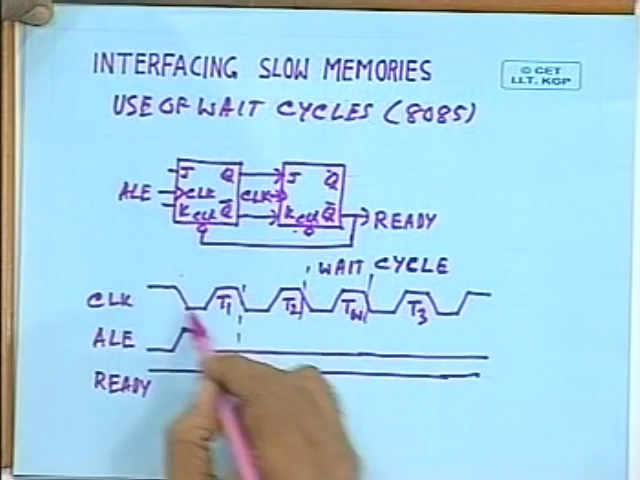 INTERFACING SLOW MEMORIES
© CET
I.I.T. KGP
USE OF WAIT CYCLES (8085)
J Q J Q
ALE CLK CLK
K CLR Q̅ K CLR Q̅ READY
WAIT CYCLE
CLK T1 T2 TW T3
ALE
READY